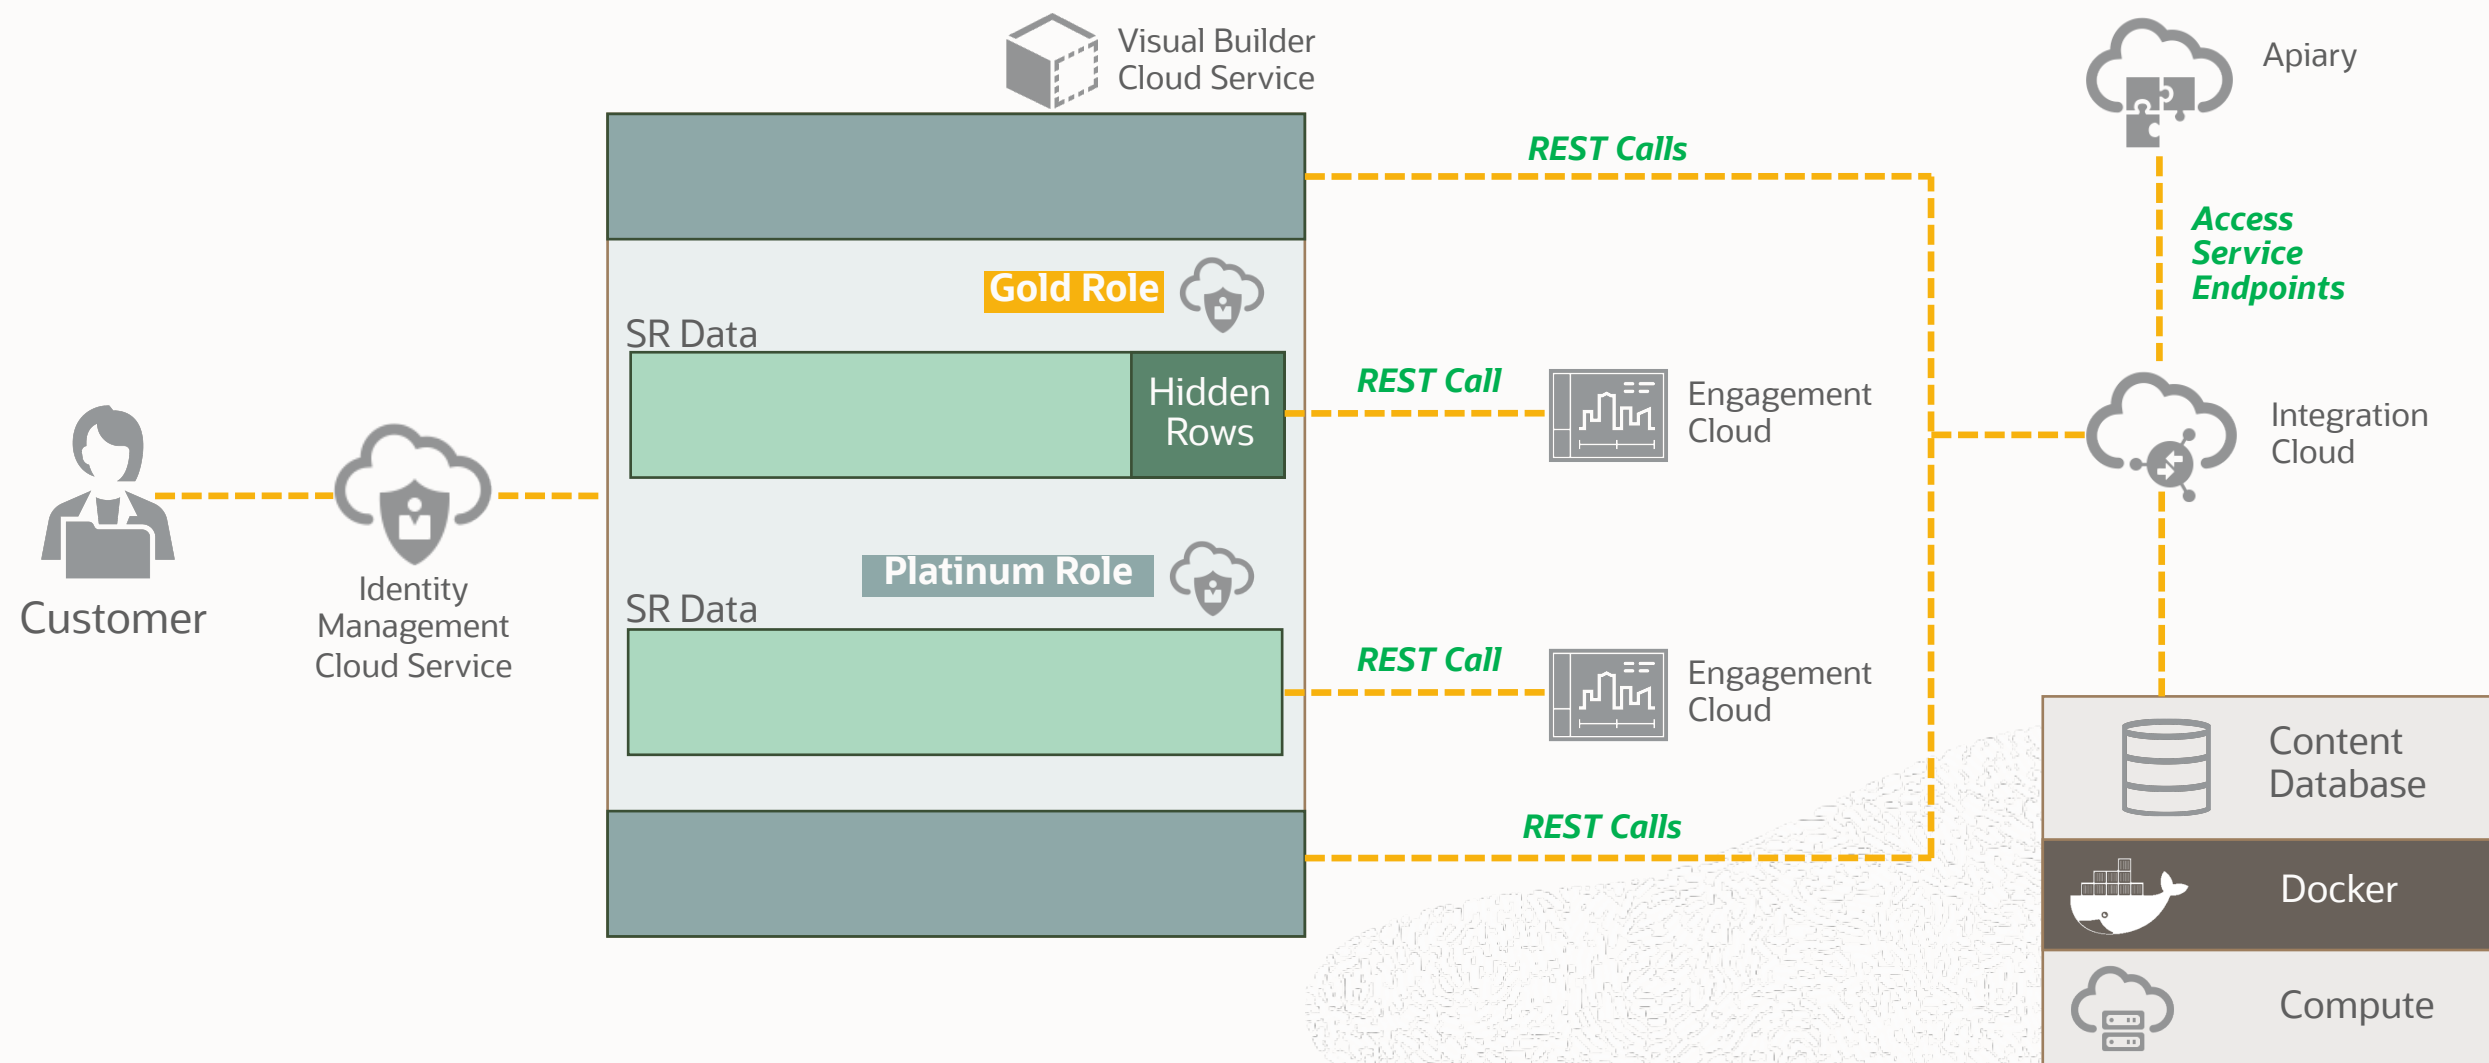 Visual Builder
Cloud Service
Apiary
REST Calls
Access
Service
Endpoints
Gold Role
SR Data
Hidden
Rows
REST Call
Engagement
Cloud
Integration
Cloud
Customer
Identity
Management
Cloud Service
Platinum Role
SR Data
REST Call
Engagement
Cloud
REST Calls
Content
Database
Docker
Compute